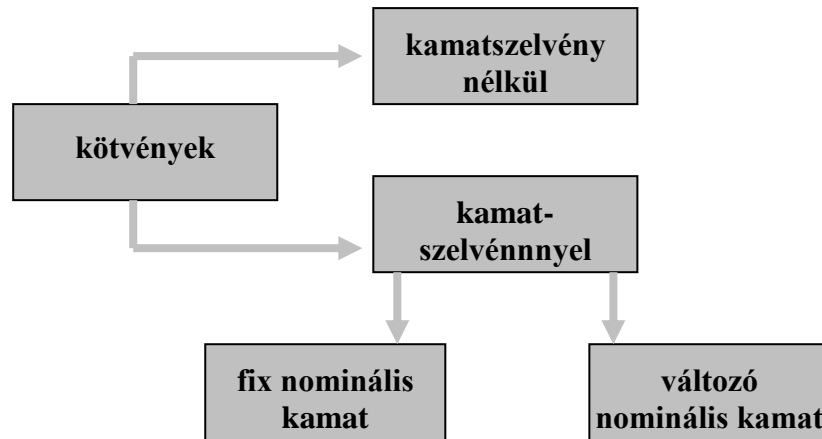 kamatszelvény
nélkül
kötvények
kamat-
szelvénnnyel
fix nominális
kamat
változó
nominális kamat